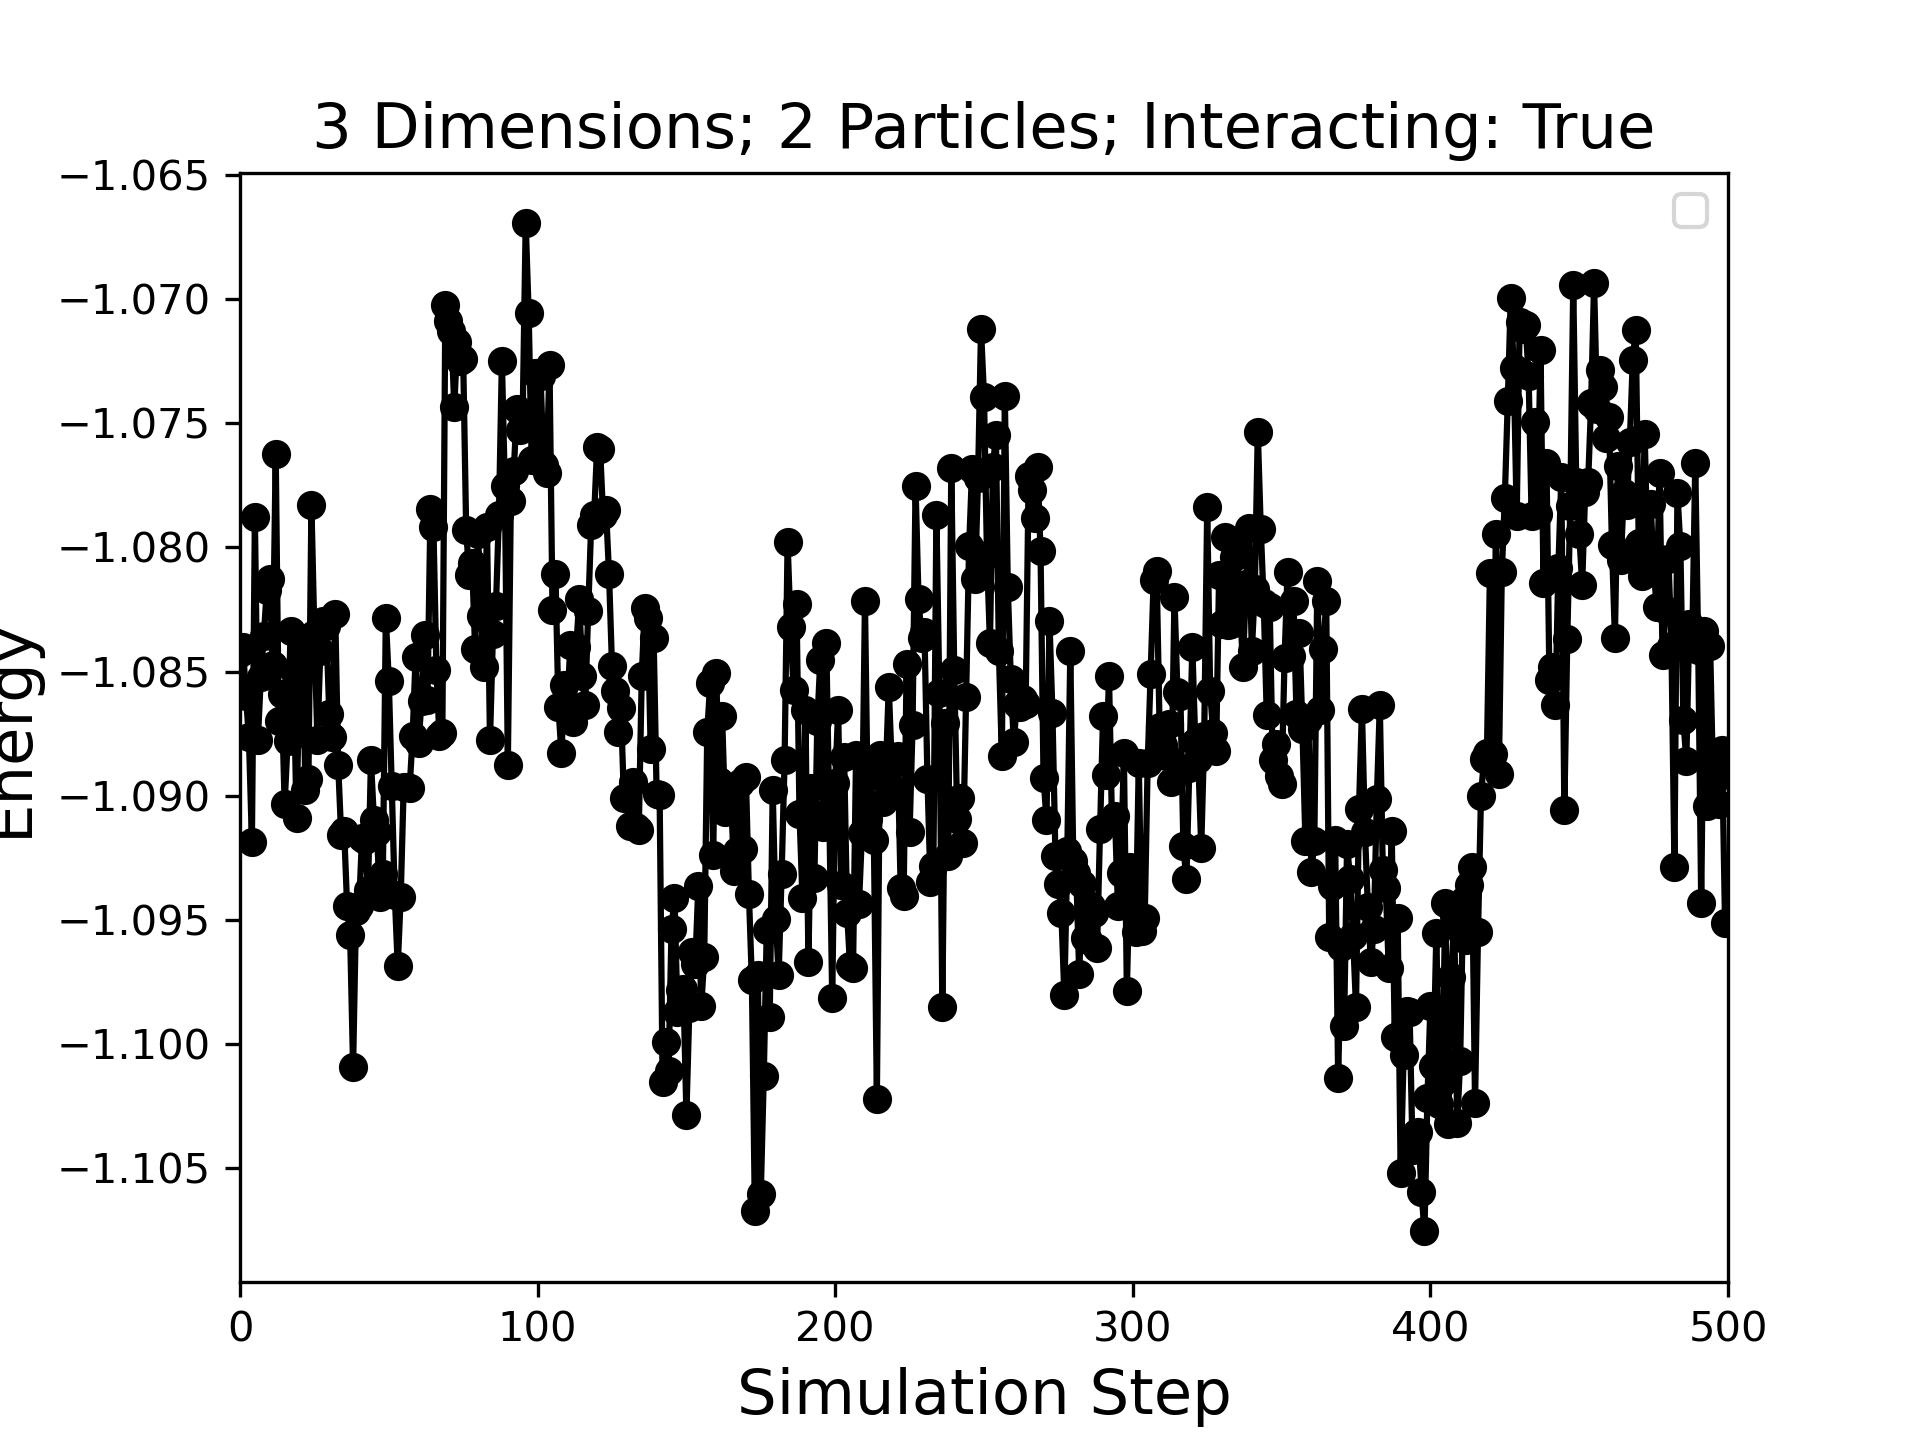 3 Dimensions; 2 Particles; Interacting: True
−1.065
−1.070
−1.075
−1.080
−1.085
−1.090
−1.095
−1.100
−1.105
Energy
0 100 200 300 400 500
Simulation Step